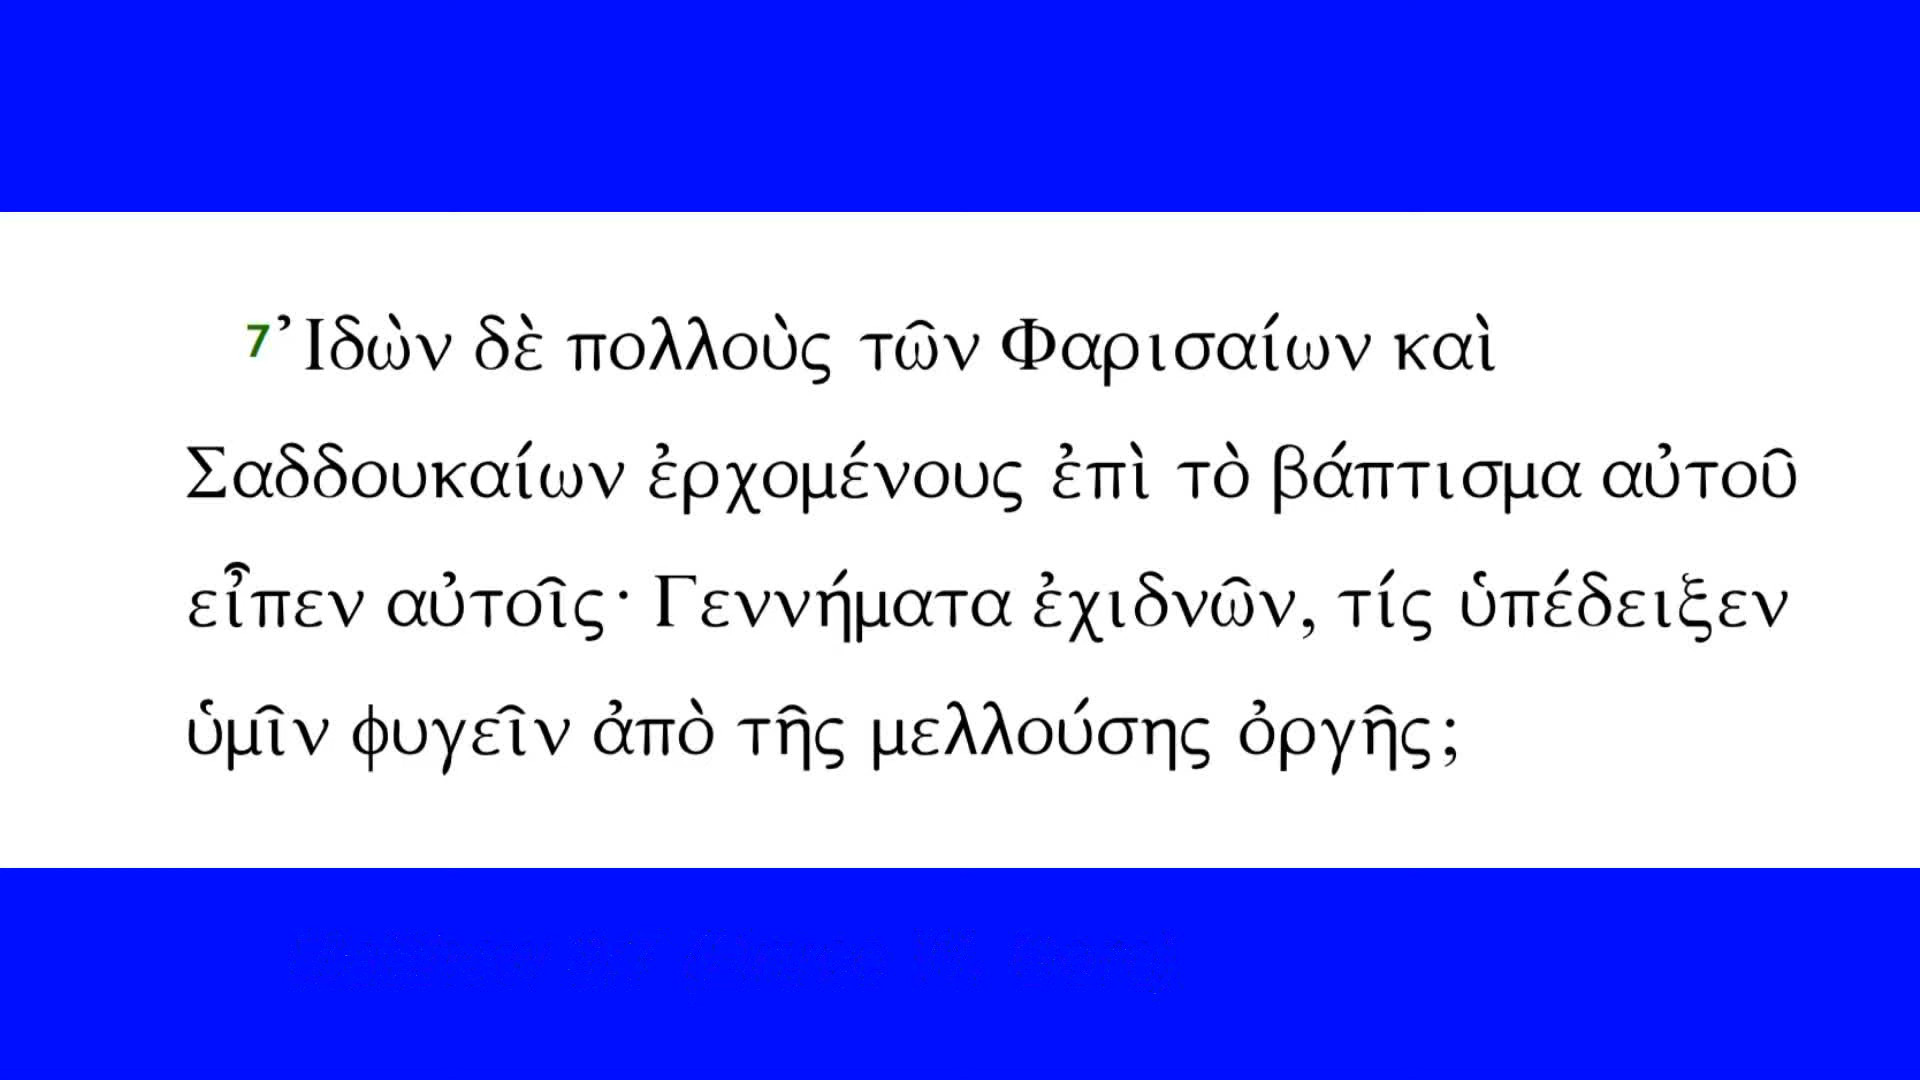 7 Ἰδὼν δὲ πολλοὺς τῶν Φαρισαίων καὶ
Σαδδουκαίων ἐρχομένους ἐπὶ τὸ βάπτισμα αὐτοῦ
εἶπεν αὐτοῖς· Γεννήματα ἐχιδνῶν, τίς ὑπέδειξεν
ὑμῖν φυγεῖν ἀπὸ τῆς μελλούσης ὀργῆς;